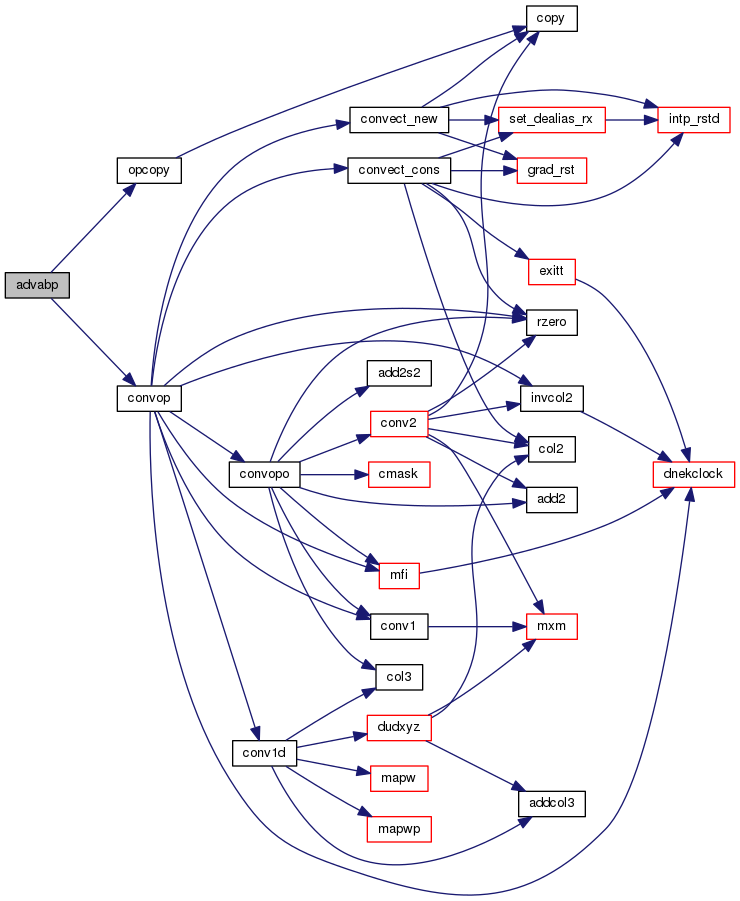 copy
convect_new
set_dealias_rx
intp_rstd
opcopy
convect_cons
grad_rst
advabp
exitt
rzero
add2s2
convop
invcol2
conv2
col2
convopo
cmask
dnekclock
add2
mfi
conv1
mxm
col3
dudxyz
conv1d
mapw
addcol3
mapwp